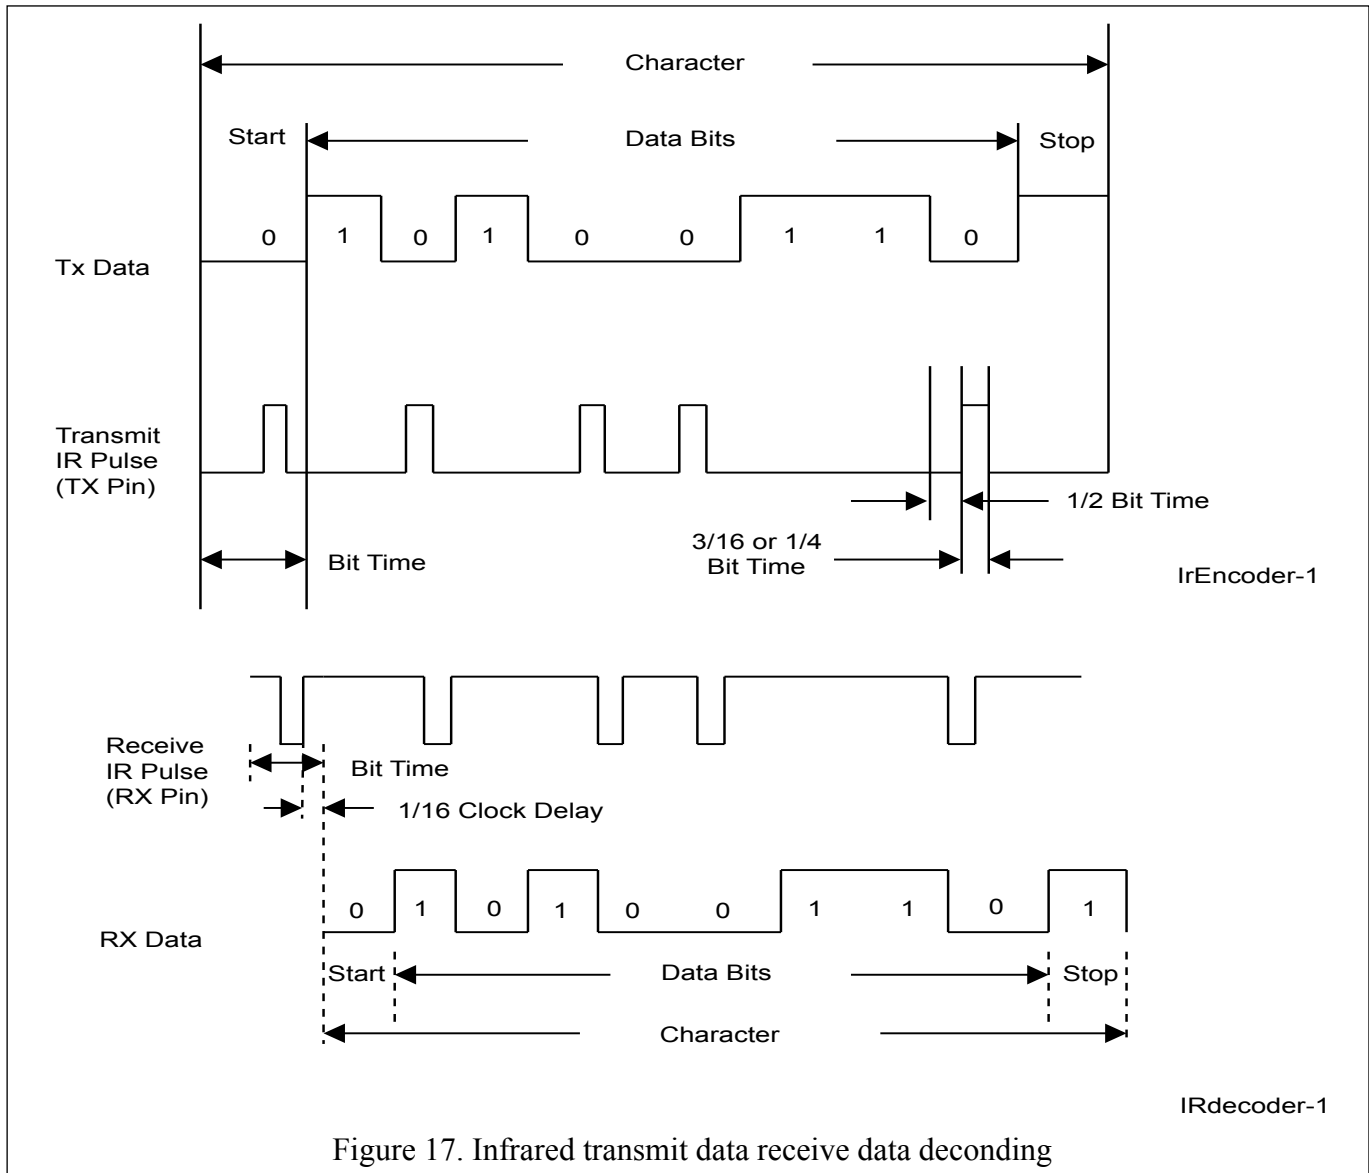 Character
Start Data Bits Stop
0 1 0 1 0 0 1 1 0
Tx Data
Transmit
IR Pulse
(TX Pin)
1/2 Bit Time
3/16 or 1/4
Bit Time
Bit Time
IrEncoder-1
Receive
IR Pulse
(RX Pin)
Bit Time
1/16 Clock Delay
0 1 0 1 0 0 1 1 0 1
RX Data
Start Data Bits Stop
Character
IRdecoder-1
Figure 17. Infrared transmit data receive data deconding